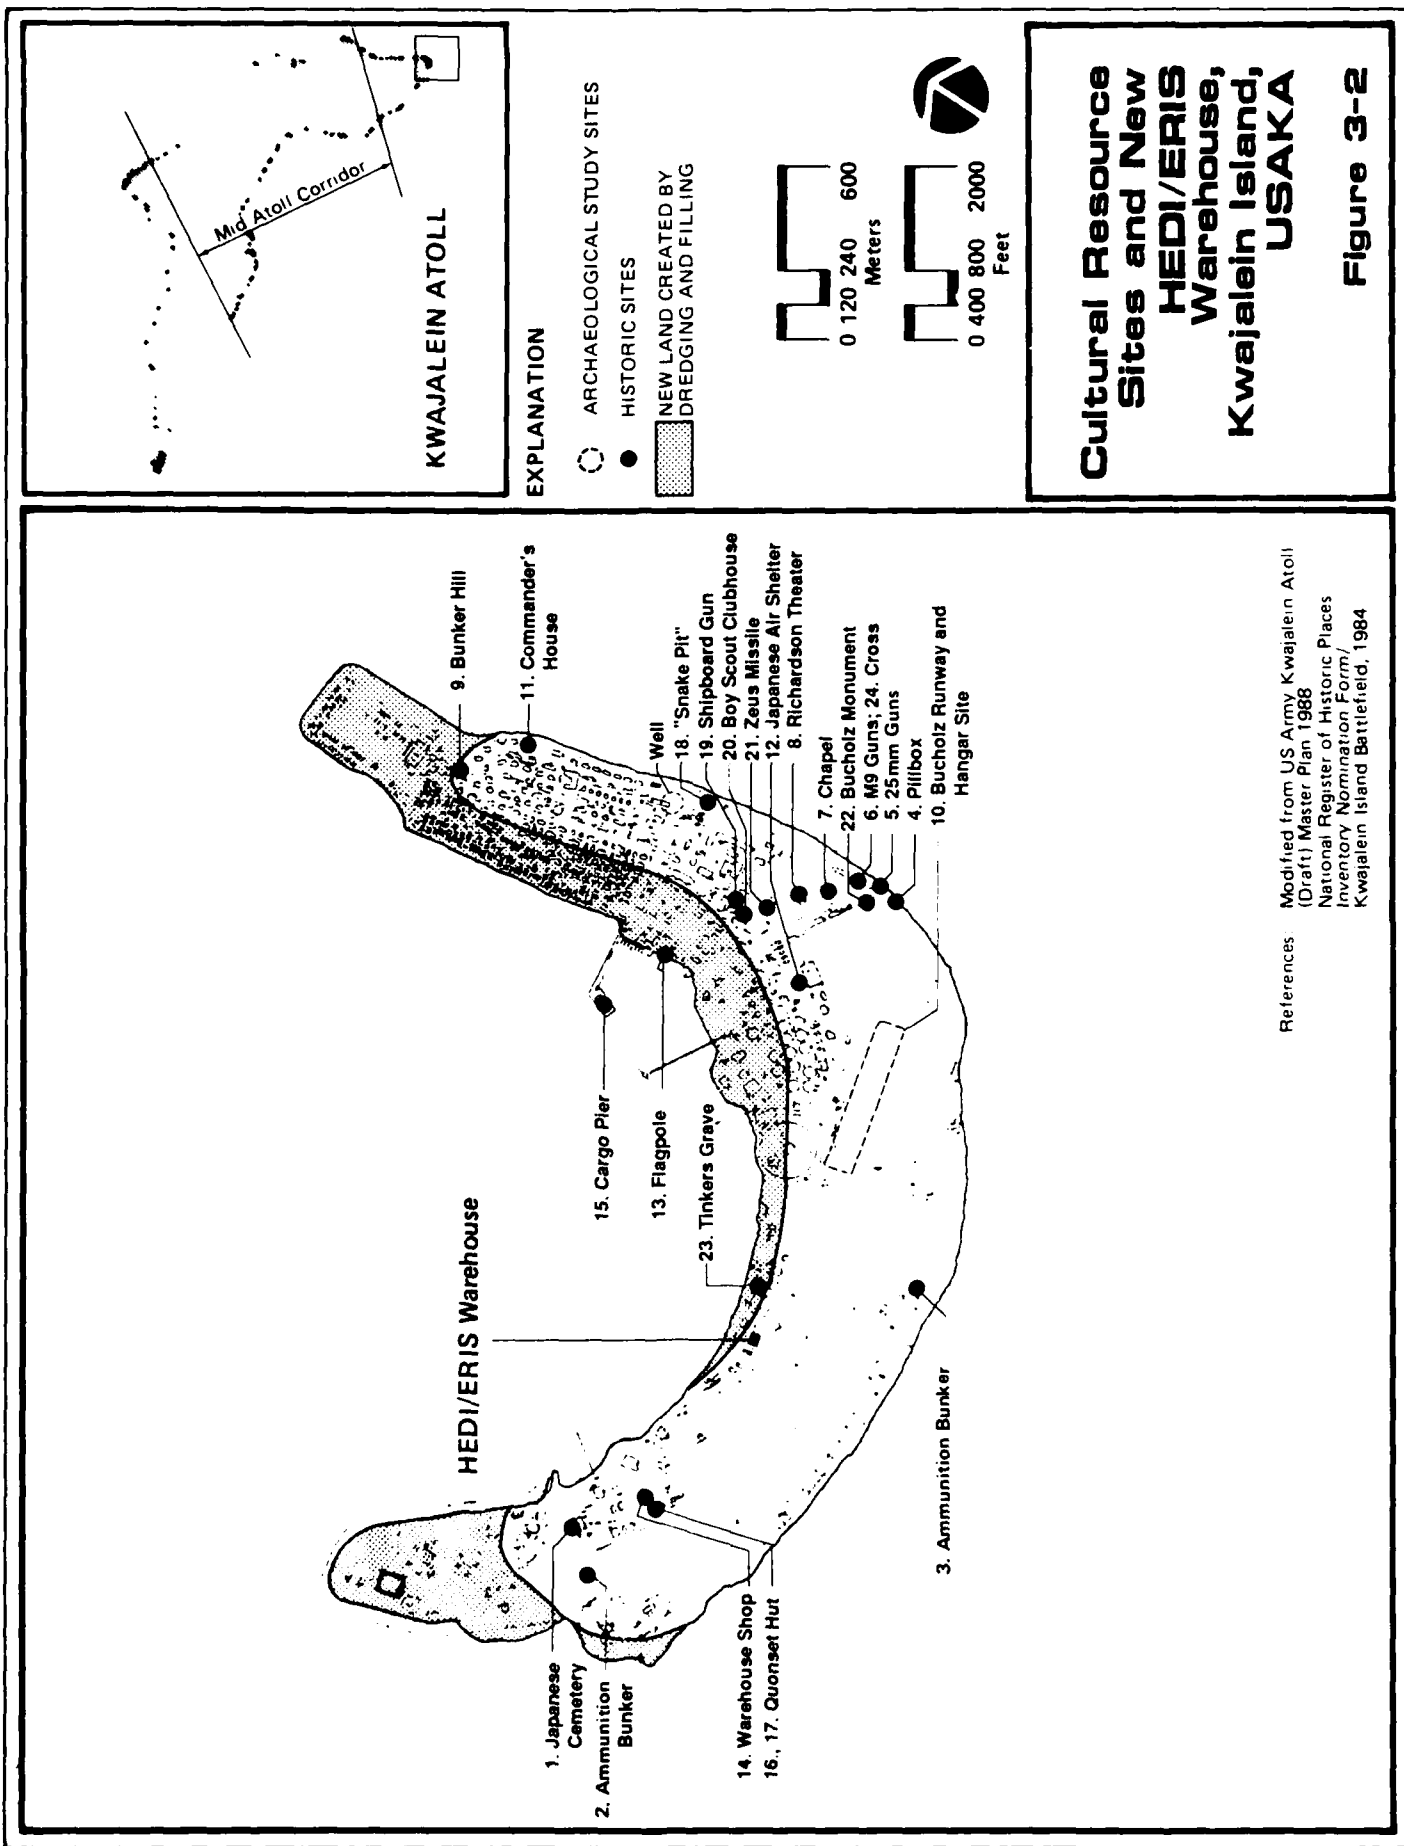 KWAJALEIN ATOLL
Mid Atoll Corridor
EXPLANATION
ARCHAEOLOGICAL STUDY SITES
HISTORIC SITES
NEW LAND CREATED BY
DREDGING AND FILLING
0 120 240 600
Meters
0 400 800 2000
Feet
Cultural Resource
Sites and New
HEDI/ERIS
Warehouse,
Kwajalein Island,
USAKA
Figure 3-2
9. Bunker Hill
11. Commander's
House
Well
18. "Snake Pit"
19. Shipboard Gun
20. Boy Scout Clubhouse
21. Zeus Missile
12. Japanese Air Shelter
8. Richardson Theater
7. Chapel
22. Bucholz Monument
6. M9 Guns; 24. Cross
5. 25mm Guns
4. Pillbox
10. Bucholz Runway and
Hangar Site
15. Cargo Pier
13. Flagpole
23. Tinkers Grave
HEDI/ERIS Warehouse
3. Ammunition Bunker
1. Japanese
Cemetery
2. Ammunition
Bunker
14. Warehouse Shop
16., 17. Quonset Hut
References: Modified from US Army Kwajalein Atoll
(Draft) Master Plan 1988
National Register of Historic Places
Inventory Nomination Form/
Kwajalein Island Battlefield, 1984